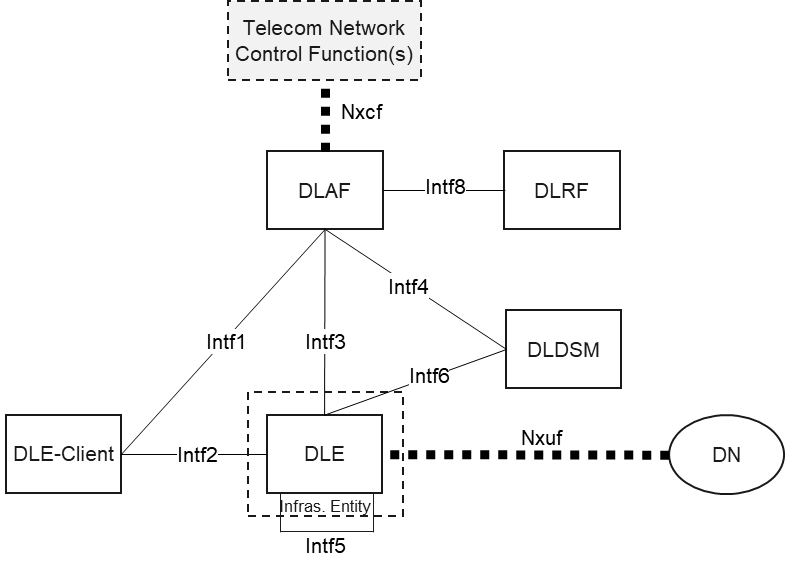 Telecom Network
Control Function(s)
Nxcf
DLAF
Intf8
DLRF
Intf4
Intf1
Intf3
DLDSM
Intf6
Nxuf
DLE-Client
Intf2
DLE
DN
Infras. Entity
Intf5